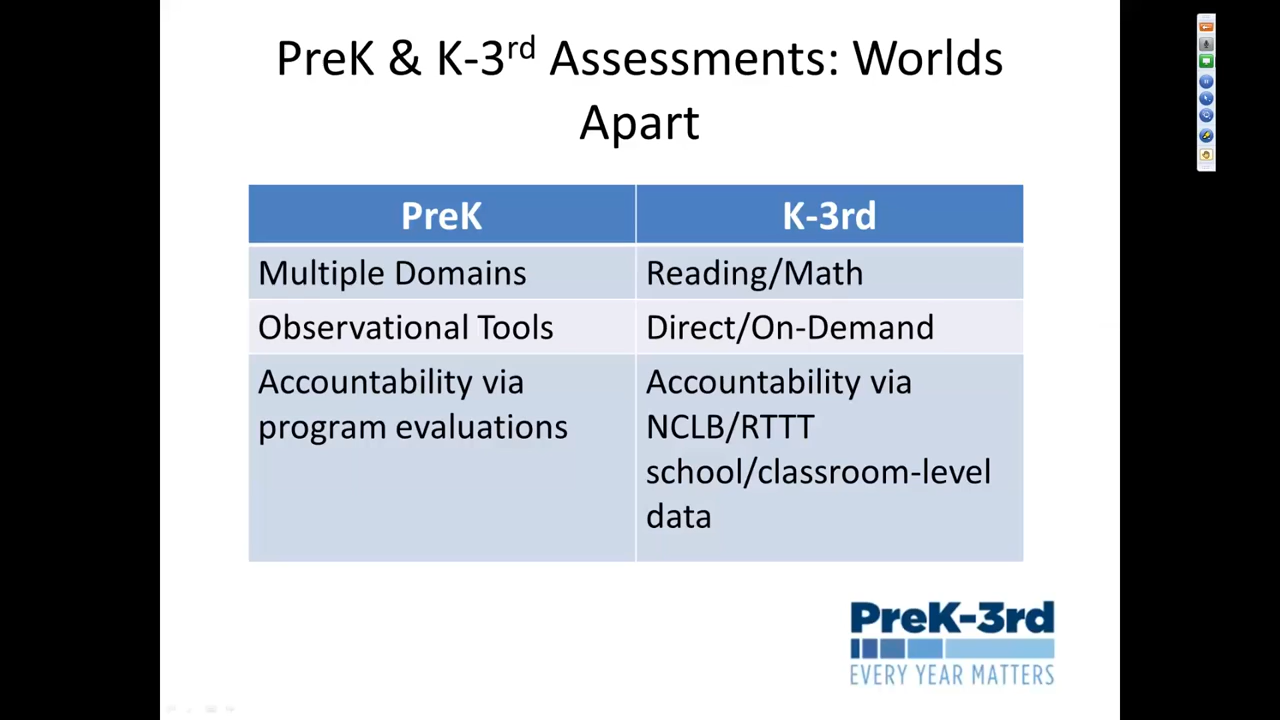 PreK & K-3rd Assessments: Worlds
Apart
PreK
K-3rd
Multiple Domains
Reading/Math
Observational Tools
Direct/On-Demand
Accountability via
program evaluations
Accountability via
NCLB/RTTT
school/classroom-level
data
PreK-3rd
EVERY YEAR MATTERS